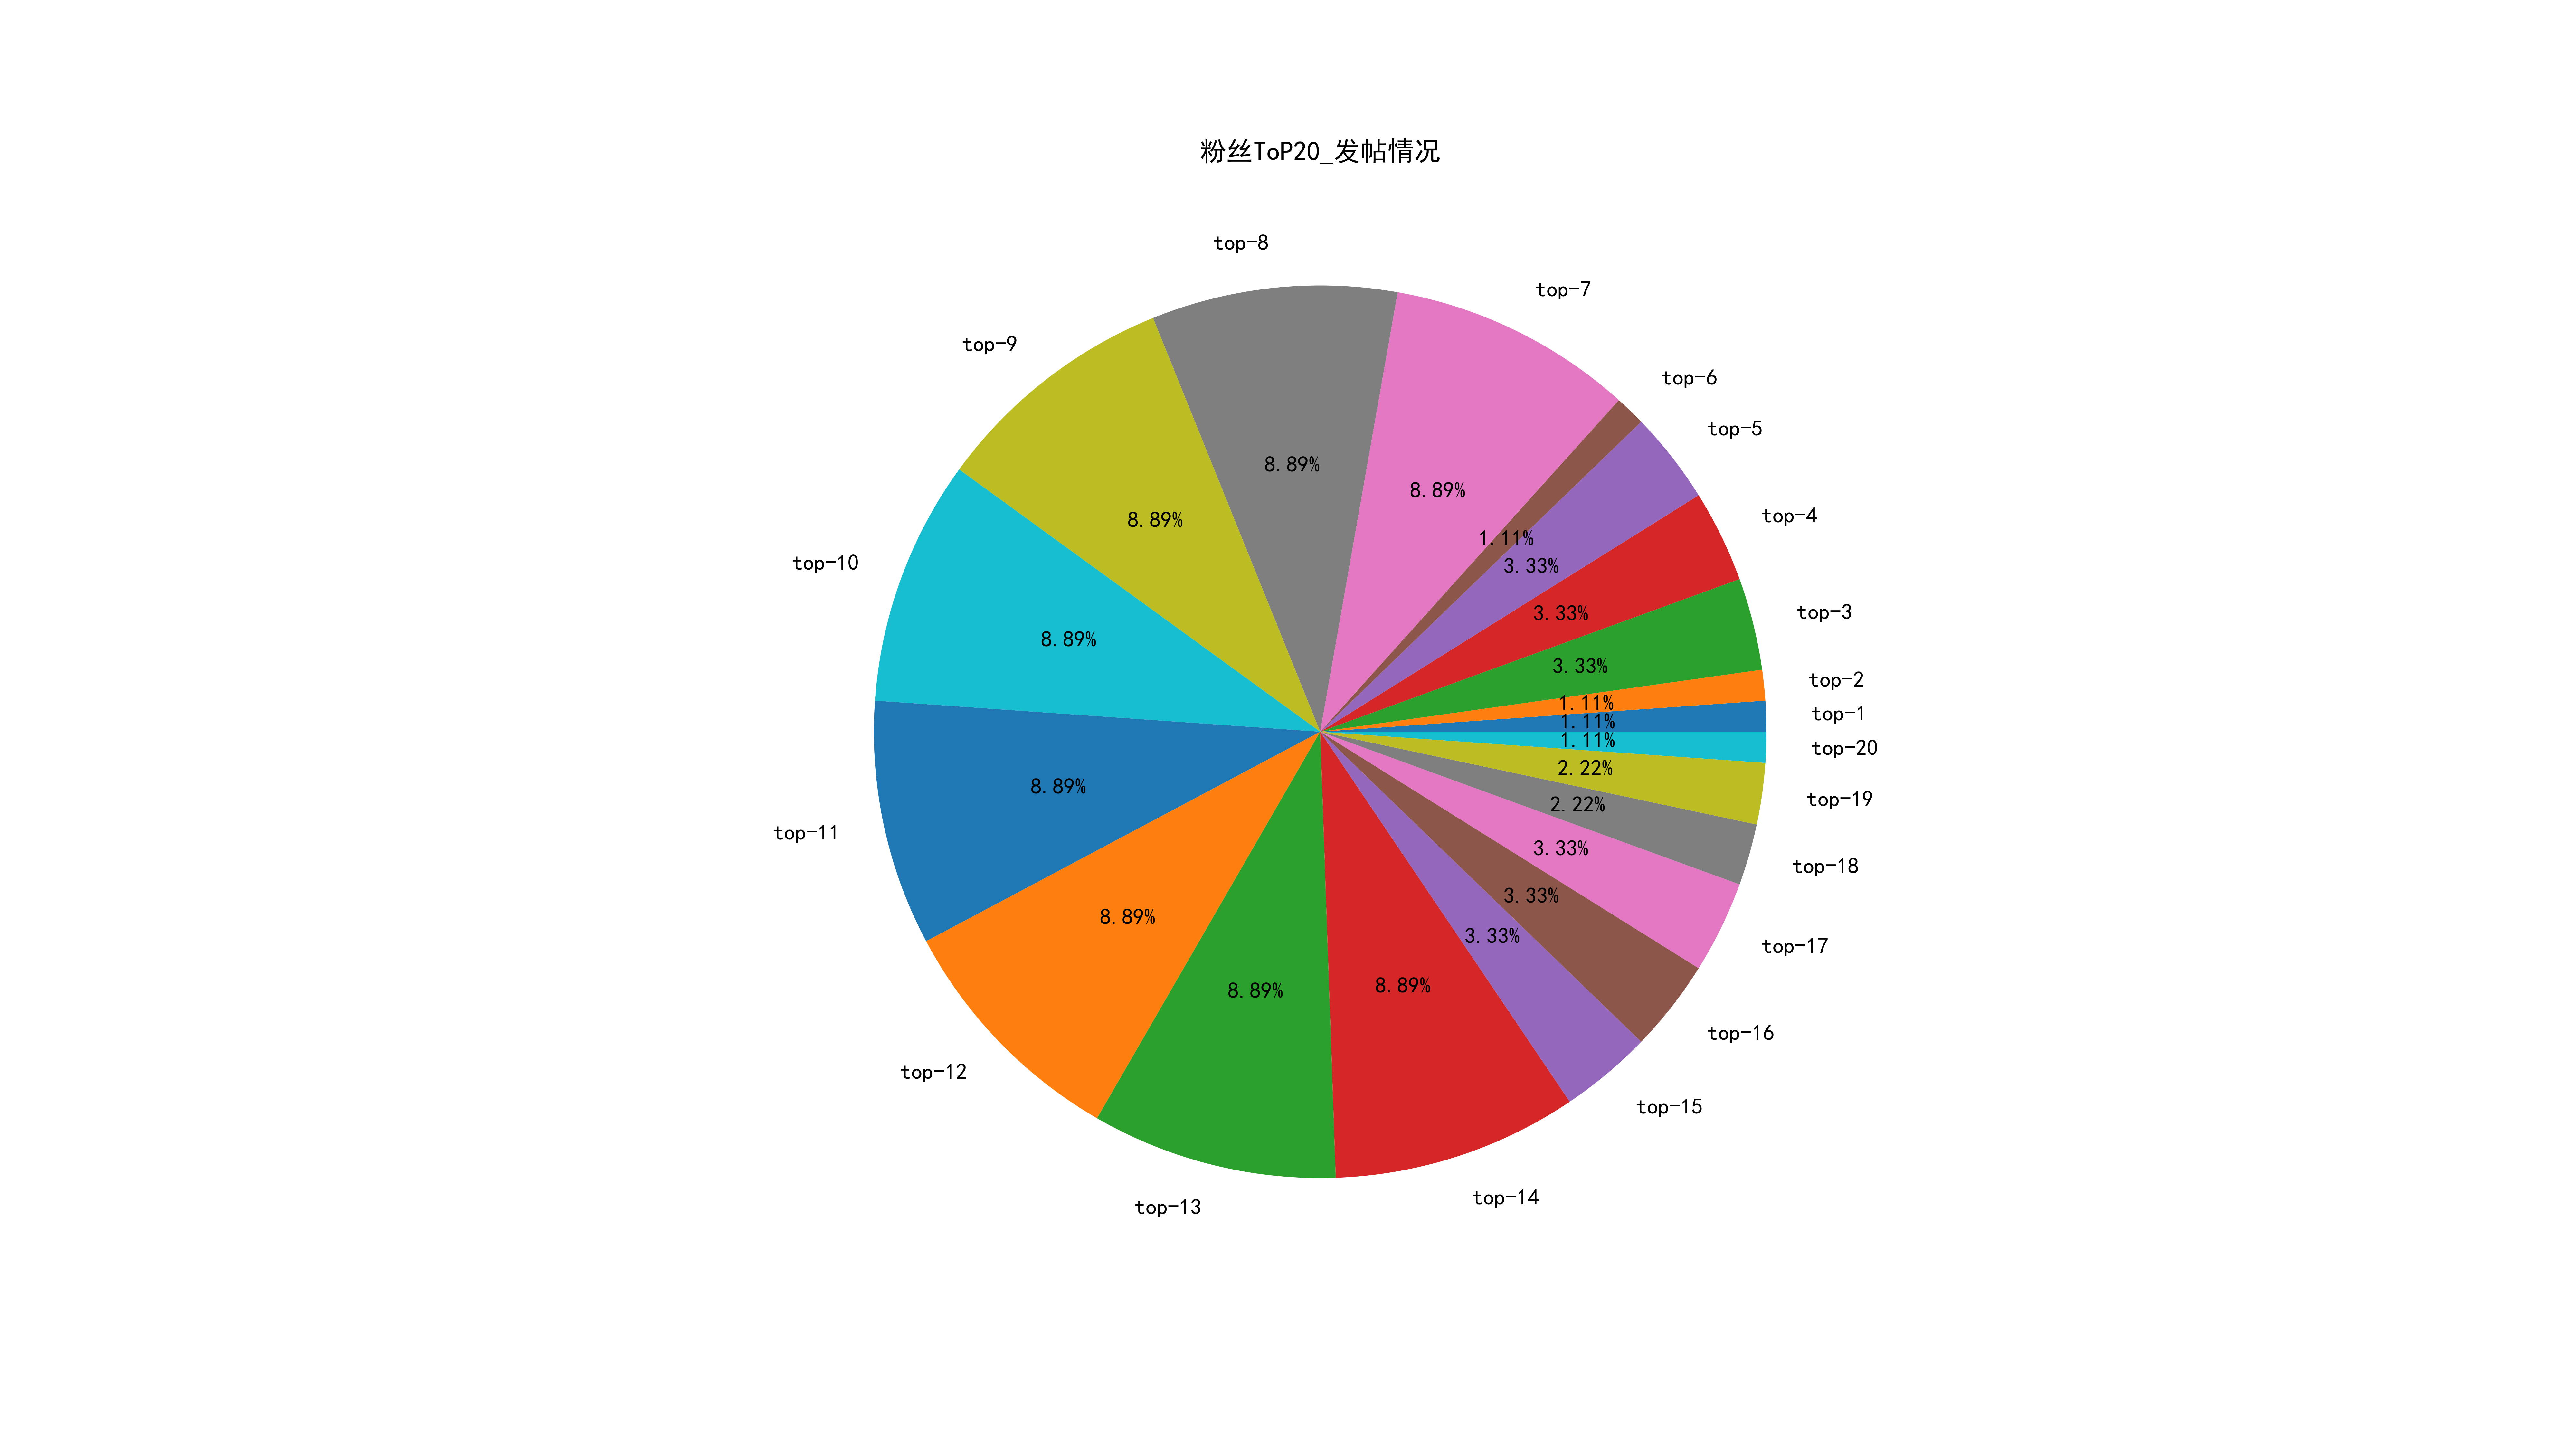 粉丝ToP20_发帖情况
top-8
top-7
top-9
top-6
top-5
8.89%
8.89%
top-4
8.89%
1.11%
top-10
3.33%
top-3
3.33%
8.89%
3.33%
top-2
1.11%
top-1
1.11%
1.11%
top-20
2.22%
8.89%
top-19
2.22%
top-11
3.33%
top-18
3.33%
8.89%
3.33%
top-17
8.89%
8.89%
top-16
top-12
top-15
top-14
top-13